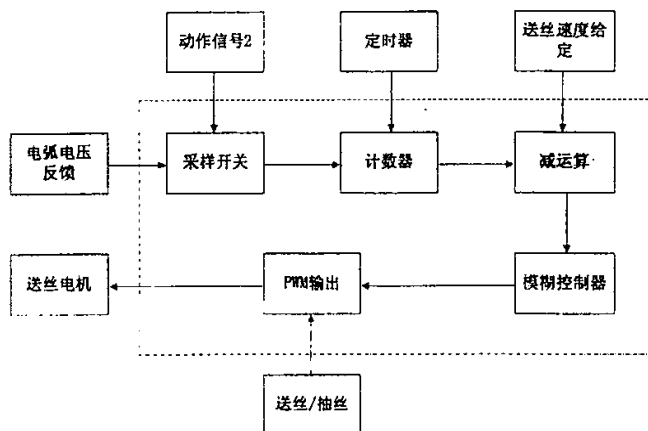 动作信号2
定时器
送丝速度给
定
电弧电压
反馈
采样开关
计数器
减运算
送丝电机
PWM输出
模糊控制器
送丝/抽丝